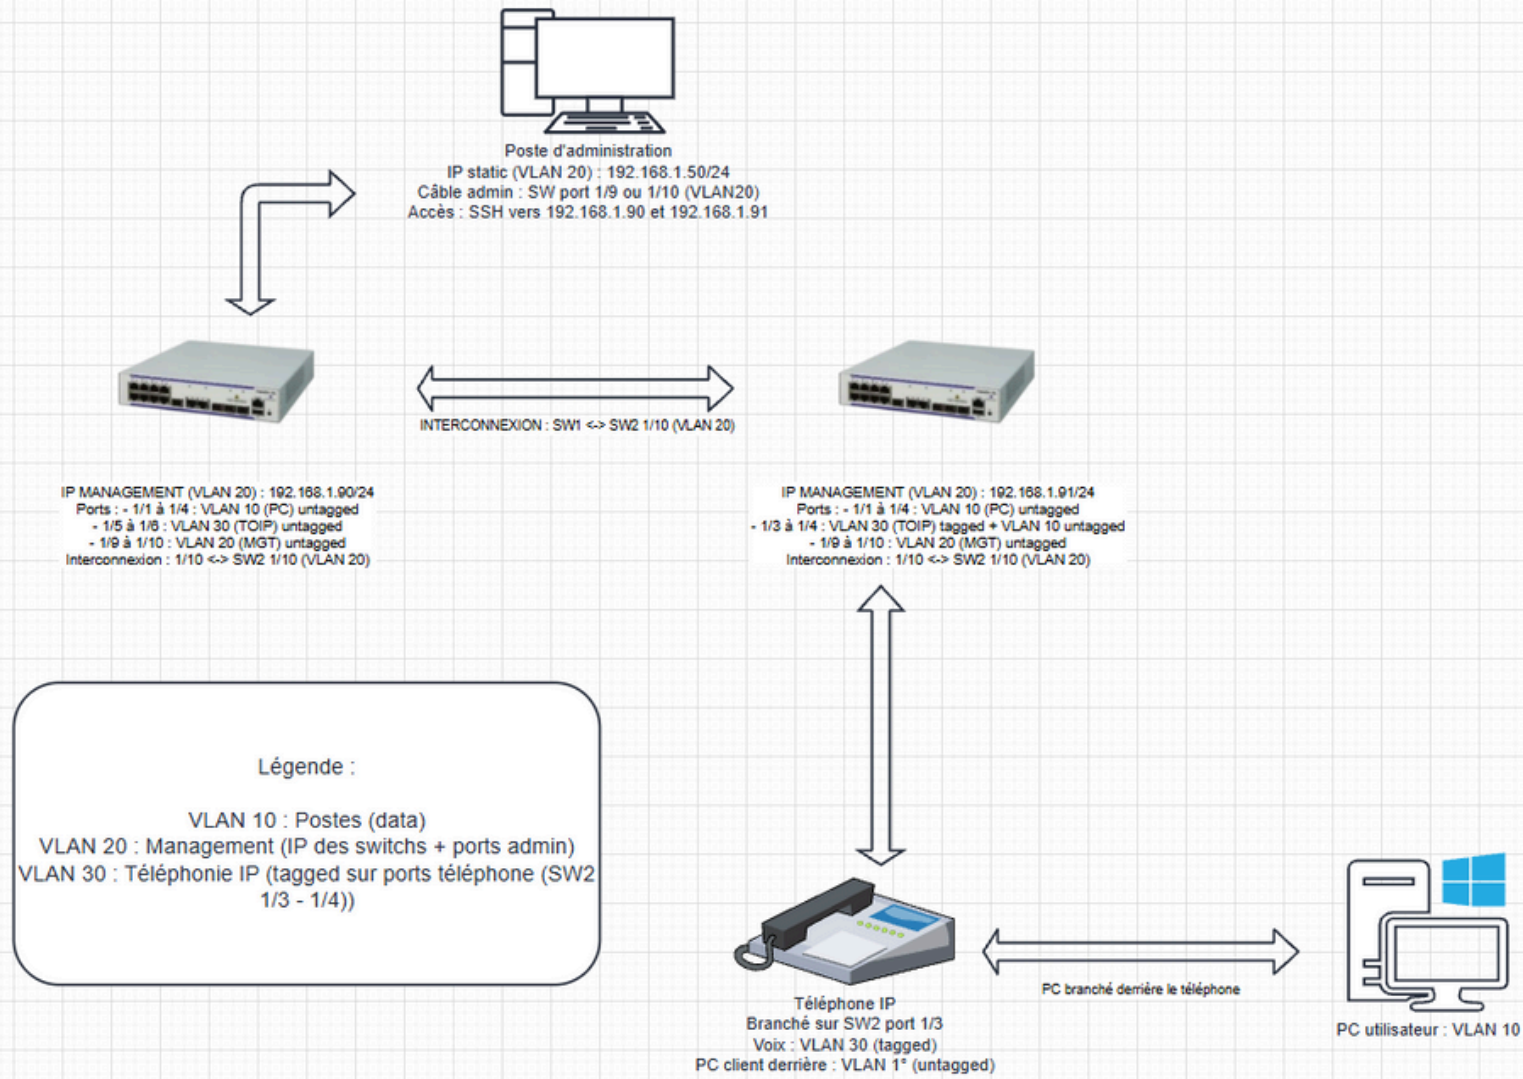 Poste d'administration
IP static (VLAN 20) : 192.168.1.50/24
Câble admin : SW port 1/9 ou 1/10 (VLAN20)
Accès : SSH vers 192.168.1.90 et 192.168.1.91
INTERCONNEXION : SW1 <-> SW2 1/10 (VLAN 20)
IP MANAGEMENT (VLAN 20) : 192.168.1.90/24
Ports : - 1/1 à 1/4 : VLAN 10 (PC) untagged
- 1/5 à 1/6 : VLAN 30 (TOIP) untagged
- 1/9 à 1/10 : VLAN 20 (MGT) untagged
Interconnexion : 1/10 <-> SW2 1/10 (VLAN 20)
IP MANAGEMENT (VLAN 20) : 192.168.1.91/24
Ports : - 1/1 à 1/4 : VLAN 10 (PC) untagged
- 1/3 à 1/4 : VLAN 30 (TOIP) tagged + VLAN 10 untagged
- 1/9 à 1/10 : VLAN 20 (MGT) untagged
Interconnexion : 1/10 <-> SW2 1/10 (VLAN 20)
Légende :
VLAN 10 : Postes (data)
VLAN 20 : Management (IP des switchs + ports admin)
VLAN 30 : Téléphonie IP (tagged sur ports téléphone (SW2
1/3 - 1/4))
Téléphone IP
Branché sur SW2 port 1/3
Voix : VLAN 30 (tagged)
PC client derrière : VLAN 1° (untagged)
PC branché derrière le téléphone
PC utilisateur : VLAN 10